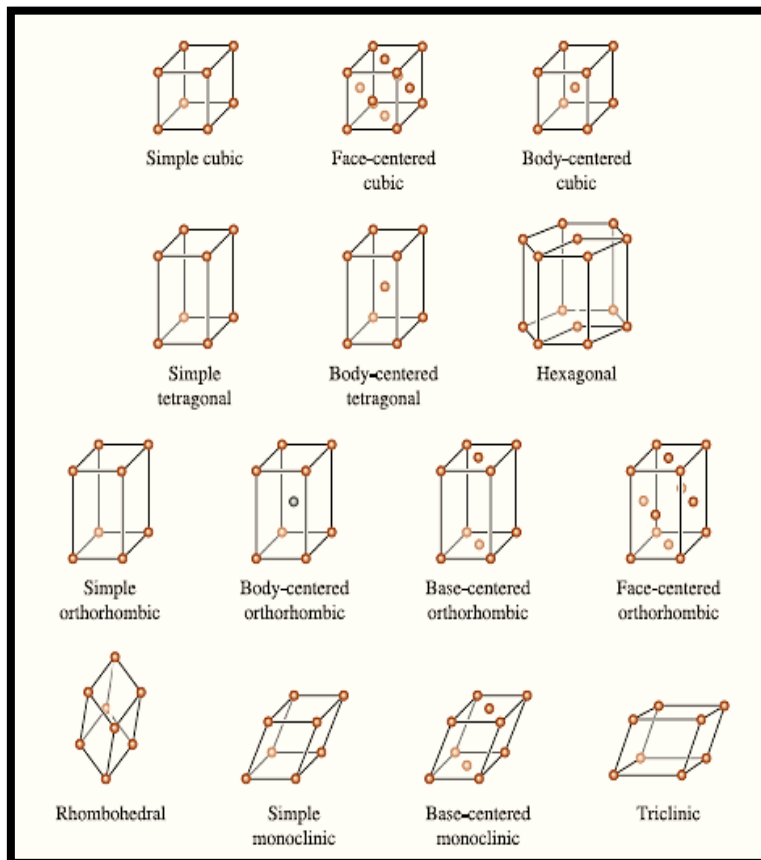 Simple cubic
Face-centered
cubic
Body-centered
cubic
Simple
tetragonal
Body-centered
tetragonal
Hexagonal
Simple
orthorhombic
Body-centered
orthorhombic
Base-centered
orthorhombic
Face-centered
orthorhombic
Rhombohedral
Simple
monoclinic
Base-centered
monoclinic
Triclinic